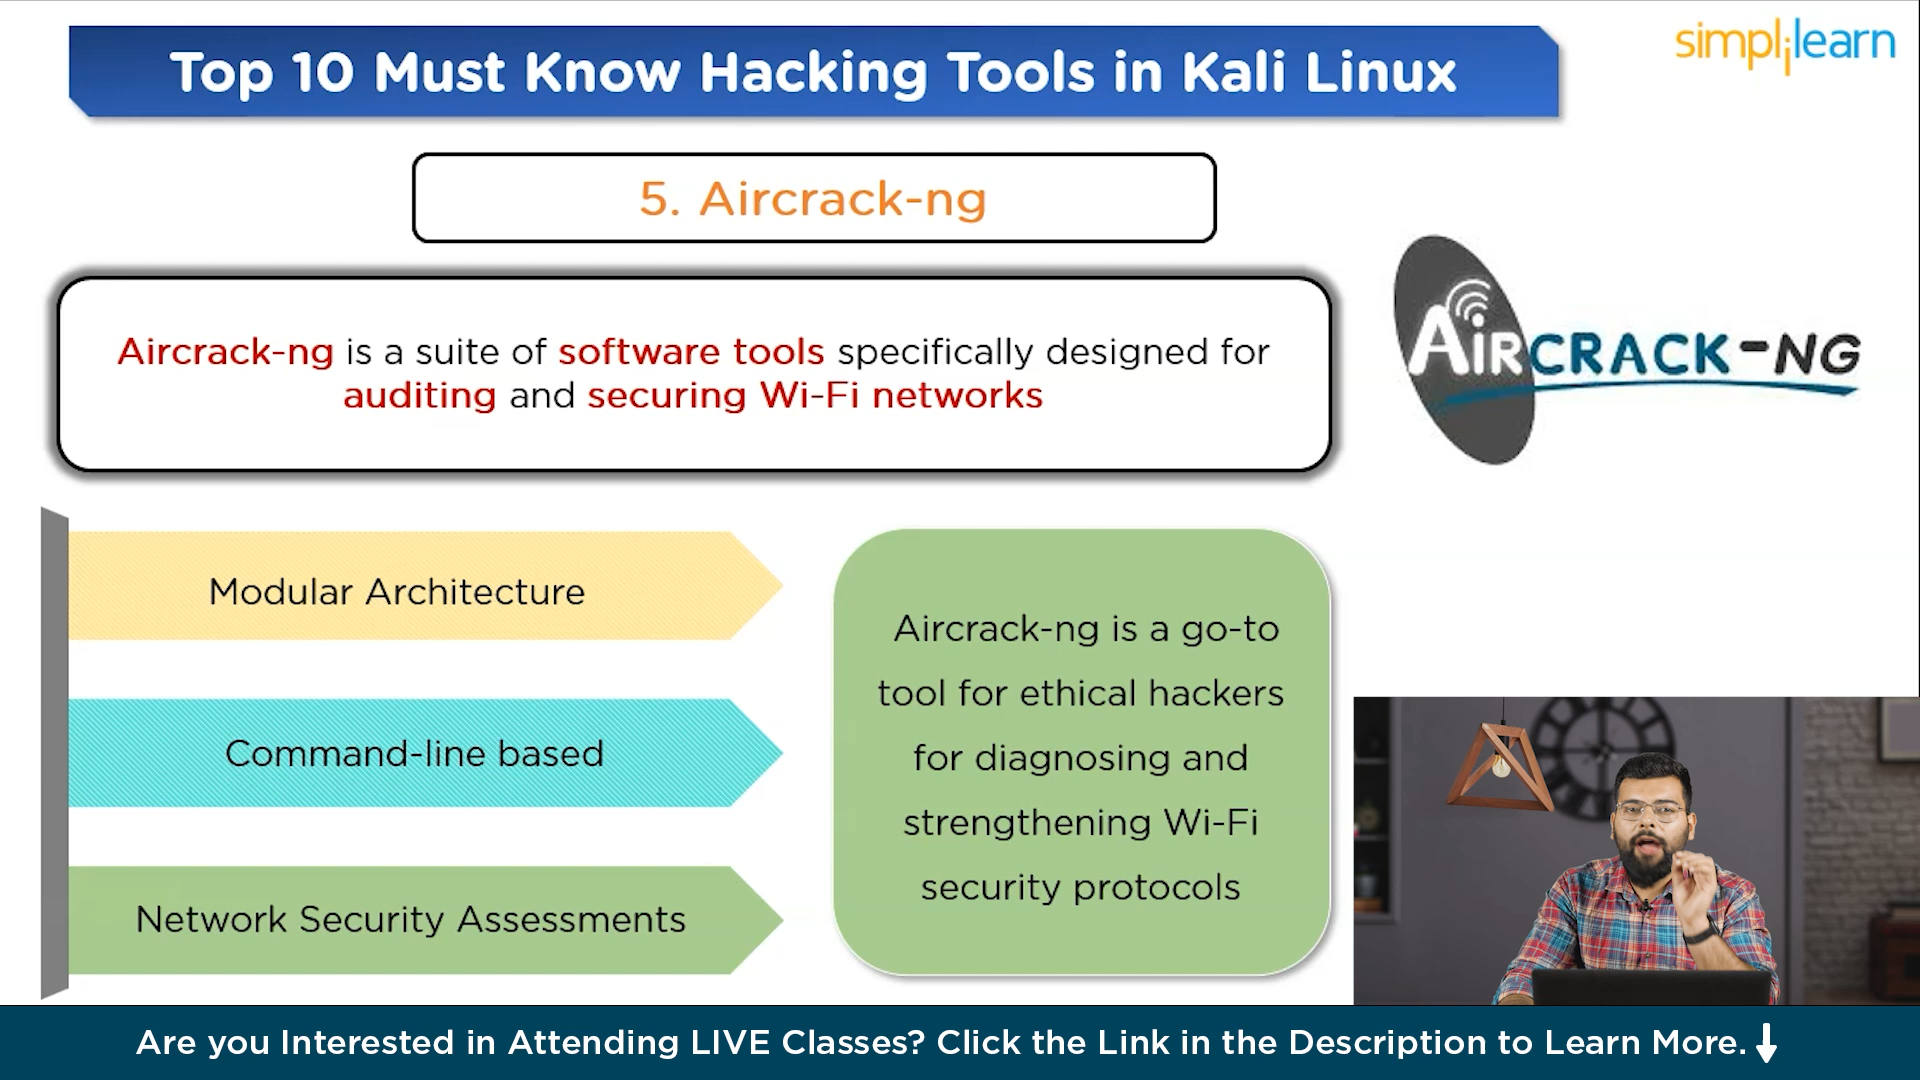 Top 10 Must Know Hacking Tools in Kali Linux
simplilearn
5. Aircrack-ng
Aircrack-ng is a suite of software tools specifically designed for
auditing and securing Wi-Fi networks
AIRCRACK-NG
Modular Architecture
Command-line based
Network Security Assessments
Aircrack-ng is a go-to
tool for ethical hackers
for diagnosing and
strengthening Wi-Fi
security protocols
Are you Interested in Attending LIVE Classes? Click the Link in the Description to Learn More.